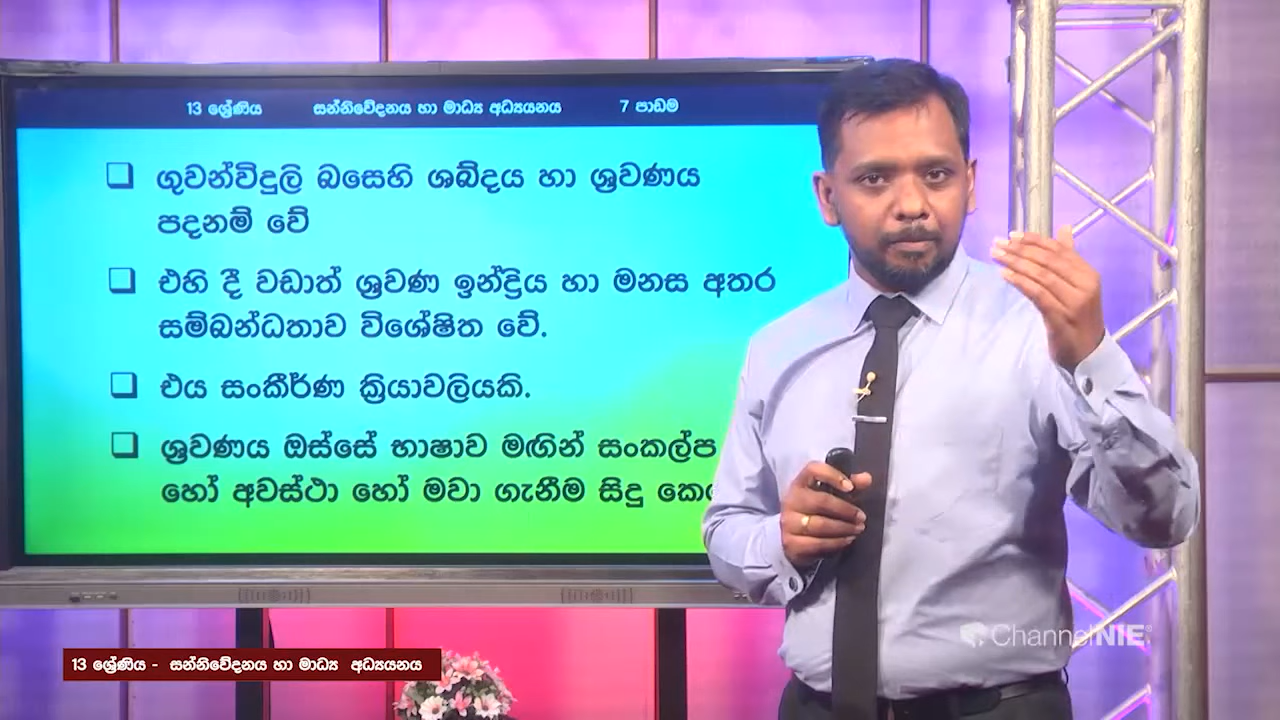 13 ශ්‍රේණිය සන්නිවේදනය හා මාධ්‍ය අධ්‍යයනය 7 පාඩම
ගුවන්විදුලි බසෙහි ශබ්දය හා ශ්‍රවණය
පදනම් වේ
එහි දී වඩාත් ශ්‍රවණ ඉන්ද්‍රිය හා මනස අතර
සම්බන්ධතාව විශේෂිත වේ.
එය සංකීර්ණ ක්‍රියාවලියකි.
ශ්‍රවණය ඔස්සේ භාෂාව මඟින් සංකල්ප
හෝ අවස්ථා හෝ මවා ගැනීම සිදු
ChannelNIE
13 ශ්‍රේණිය - සන්නිවේදනය හා මාධ්‍ය අධ්‍යයනය